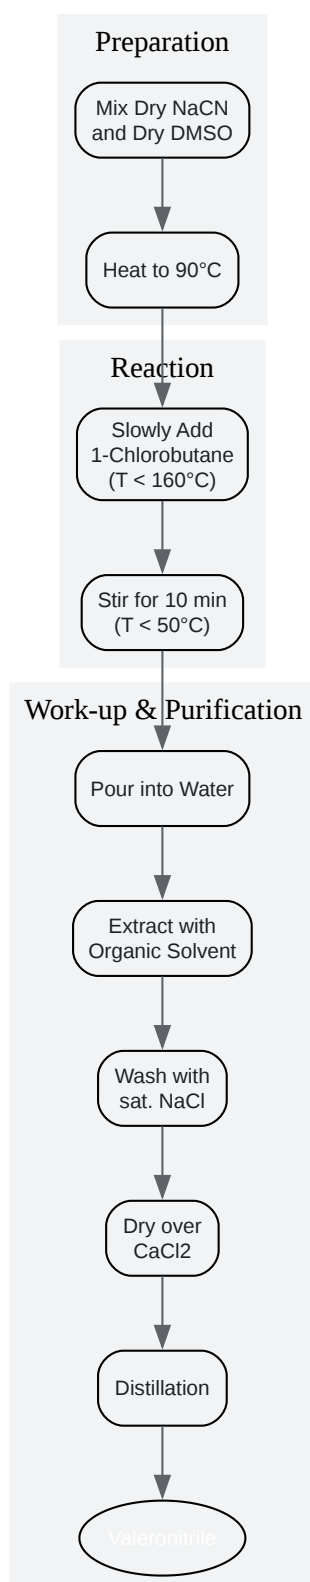 Preparation
Mix Dry NaCN
and Dry DMSO
Heat to 90°C
Reaction
Slowly Add
1-Chlorobutane
(T < 160°C)
Stir for 10 min
(T < 50°C)
Work-up & Purification
Pour into Water
Extract with
Organic Solvent
Wash with
sat. NaCl
Dry over
CaCl2
Distillation
Valeronitrile